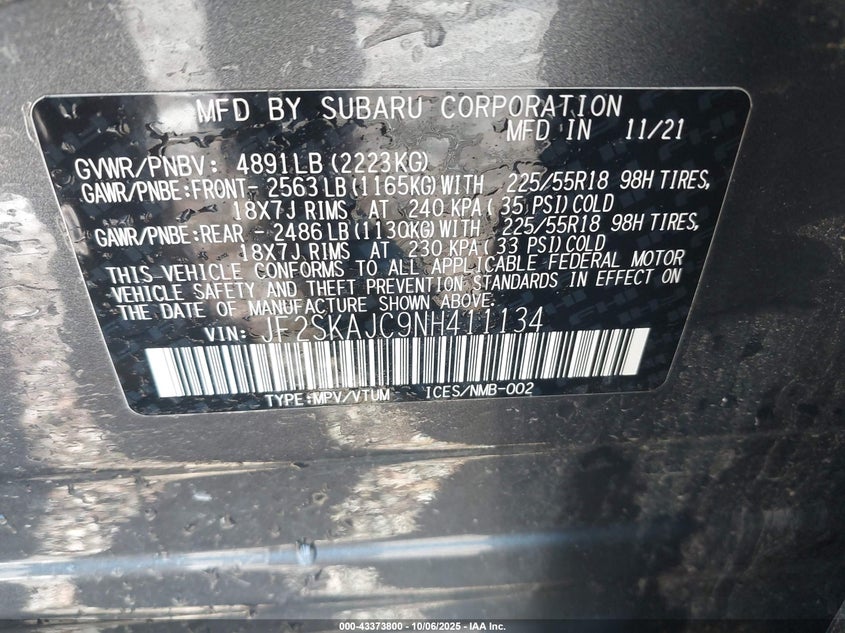 MFD BY SUBARU CORPORATION
MFD IN 11/21
GVWR/PNBV: 4891LB(2223KG)
GAWR/PNBE:FRONT- 2563LB(1165KG)WITH 225/55R18 98H TIRES,
18X7J RIMS AT 240 KPA(35 PSI)COLD
GAWR/PNBE:REAR - 2486LB(1130KG)WITH 225/55R18 98H TIRES,
18X7J RIMS AT 230 KPA(33 PSI)COLD
THIS VEHICLE CONFORMS TO ALL APPLICABLE FEDERAL MOTOR
VEHICLE SAFETY AND THEFT PREVENTION STANDARDS IN EFFECT ON
THE DATE OF MANUFACTURE SHOWN ABOVE.
VIN: JF2SKAJC9NH411134
TYPE:MPV/VTUM ICES/NMB-002
000-43373800 - 10/06/2025 - IAA Inc.